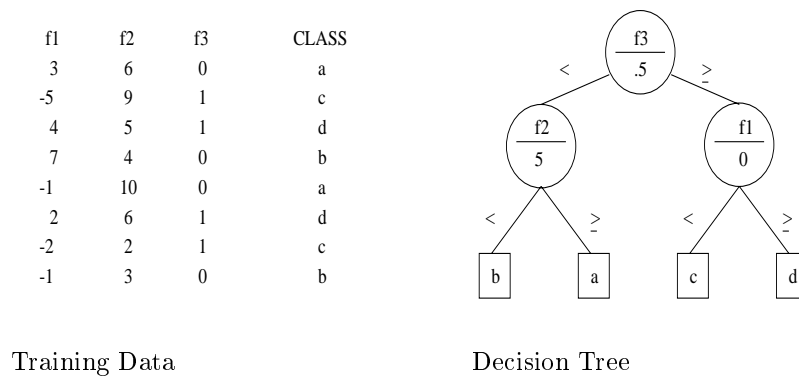 f1 f2 f3 CLASS
3 6 0 a
-5 9 1 c
4 5 1 d
7 4 0 b
-1 10 0 a
2 6 1 d
-2 2 1 c
-1 3 0 b
Training Data
f3
.5
< ≥
f2
5
f1
0
< ≥ < ≥
b a c d
Decision Tree